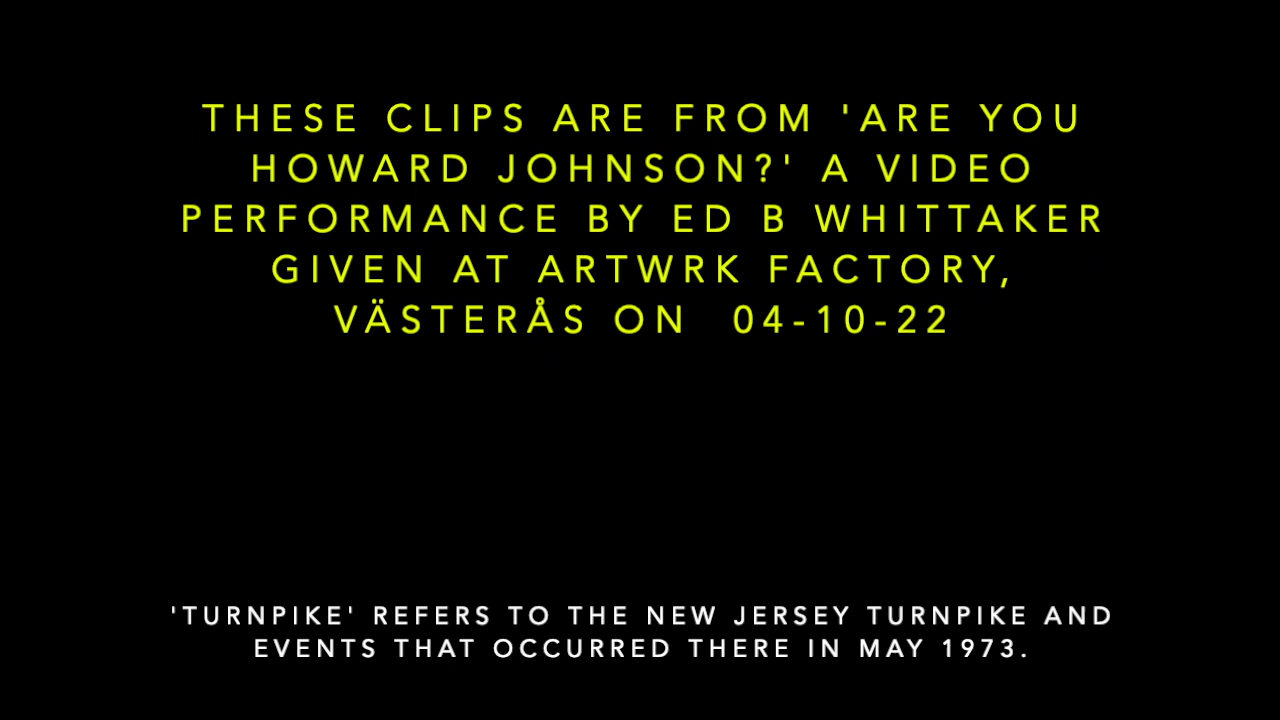 THESE CLIPS ARE FROM 'ARE YOU
HOWARD JOHNSON?' A VIDEO
PERFORMANCE BY ED B WHITTAKER
GIVEN AT ARTWRK FACTORY,
VÄSTERÅS ON  04-10-22
'TURNPIKE' REFERS TO THE NEW JERSEY TURNPIKE AND
EVENTS THAT OCCURRED THERE IN MAY 1973.